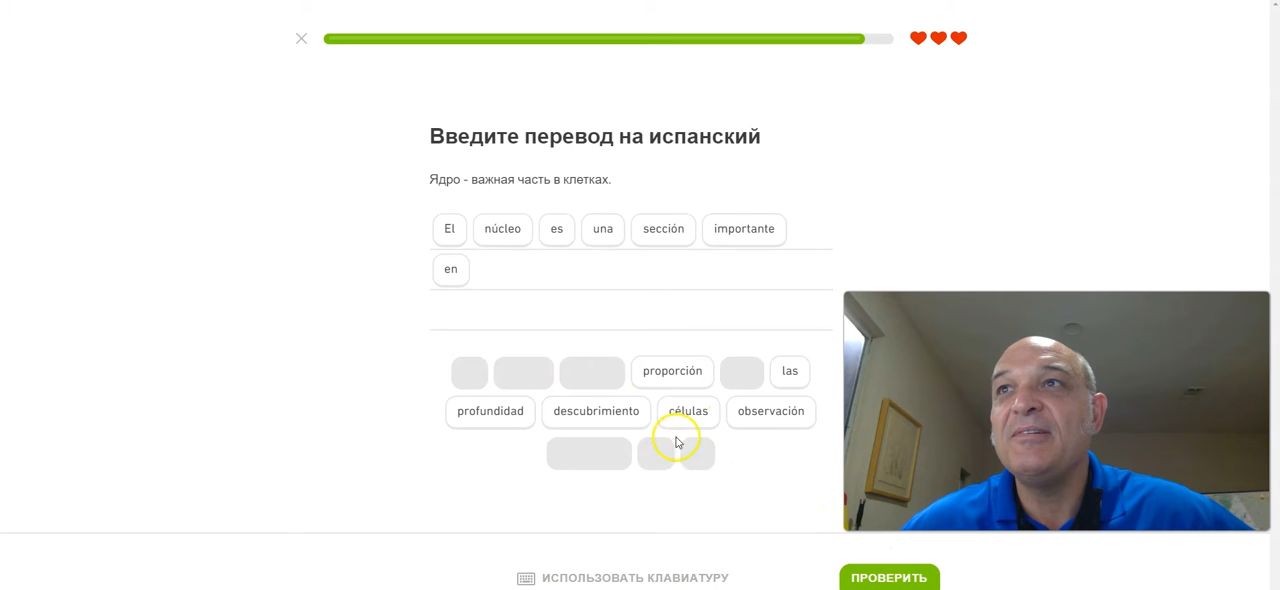 Введите перевод на испанский
Ядро - важная часть в клетках.
El núcleo es una sección importante
en
proporción las
profundidad descubrimiento células observación
ИСПОЛЬЗОВАТЬ КЛАВИАТУРУ ПРОВЕРИТЬ